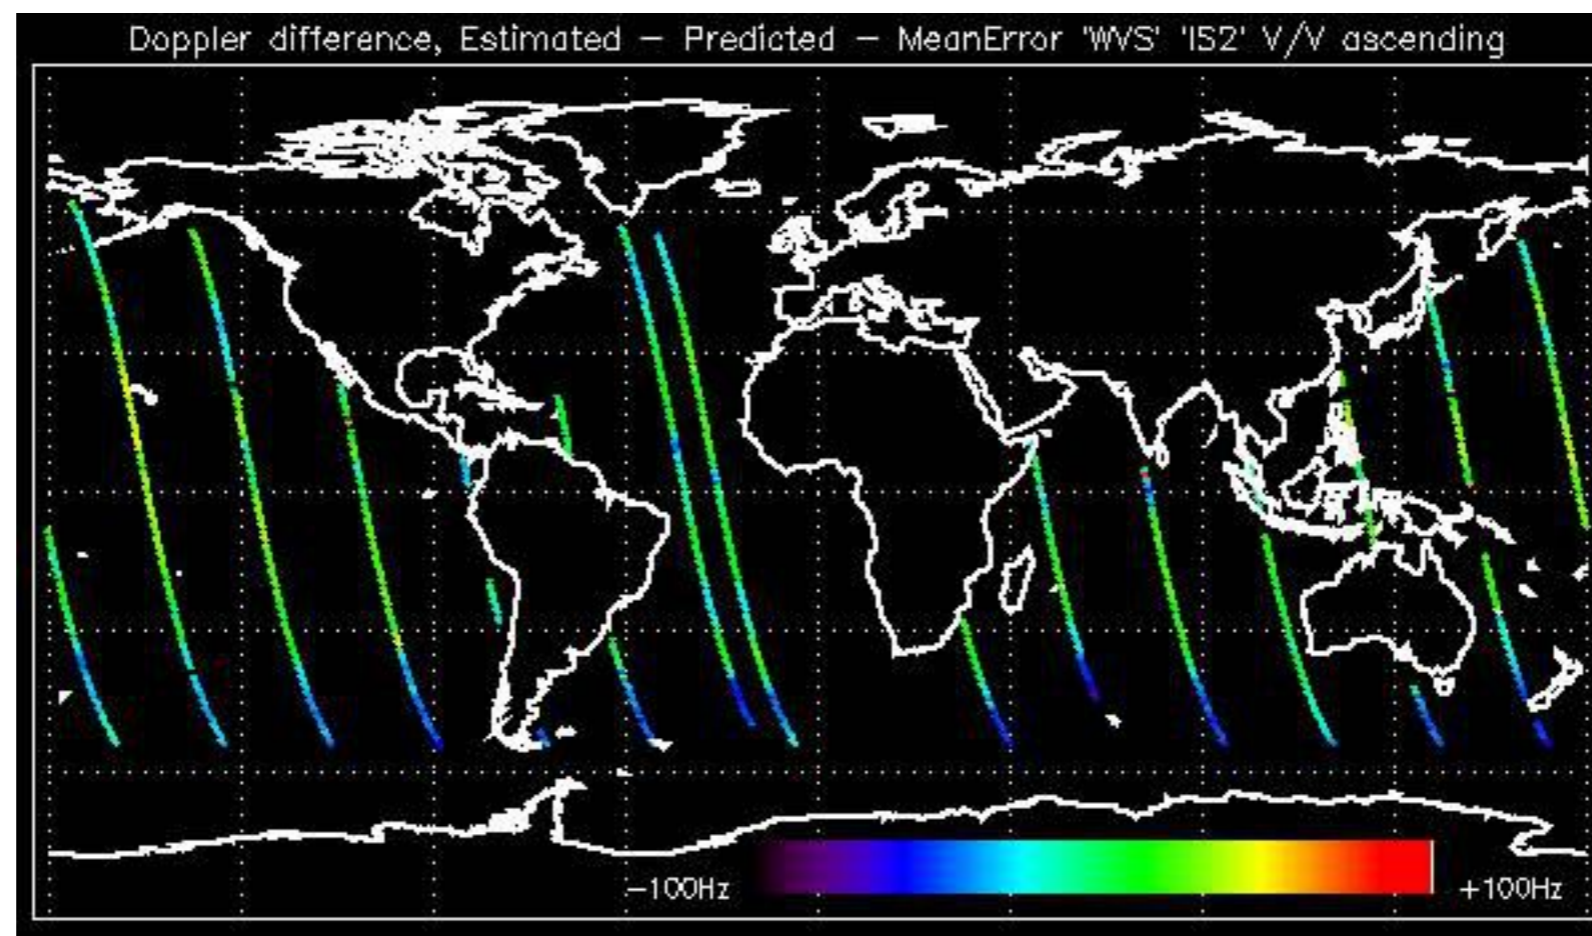 Doppler difference, Estimated − Predicted − MeanError 'WVS' 'IS2' V/V ascending
−100Hz
+100Hz